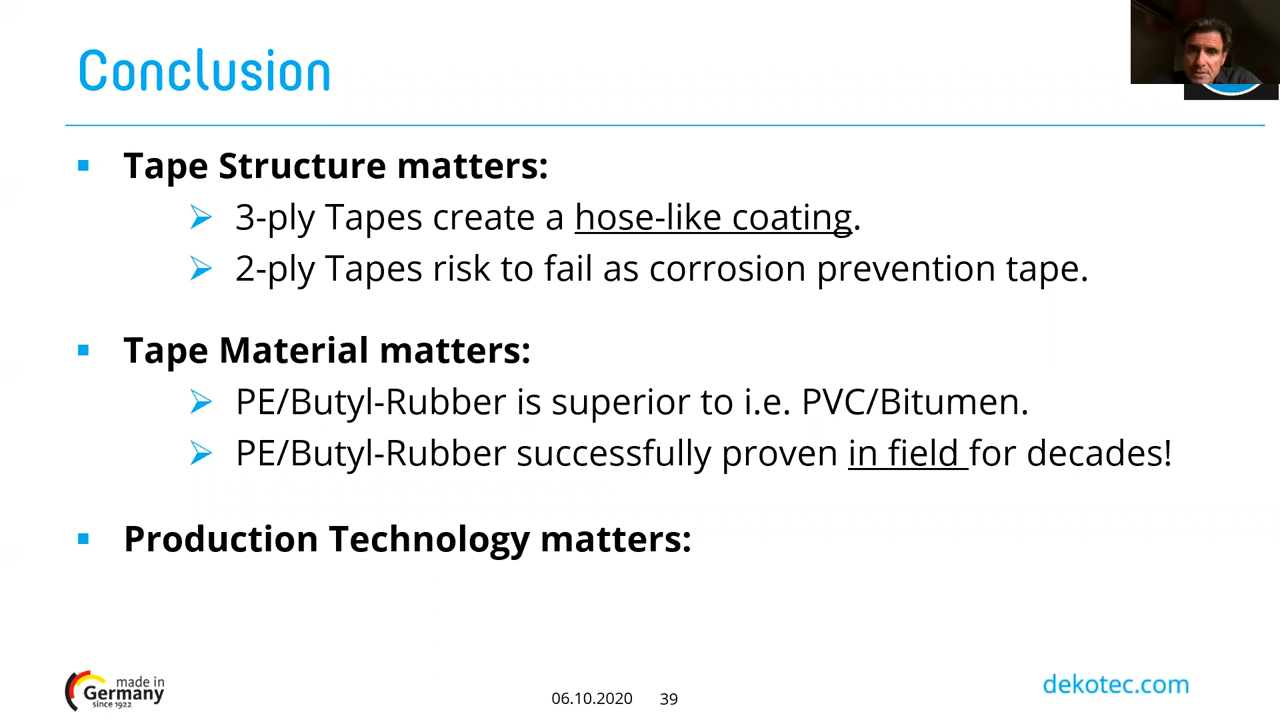 Conclusion
Tape Structure matters:
3-ply Tapes create a hose-like coating.
2-ply Tapes risk to fail as corrosion prevention tape.
Tape Material matters:
PE/Butyl-Rubber is superior to i.e. PVC/Bitumen.
PE/Butyl-Rubber successfully proven in field for decades!
Production Technology matters:
made in
Germany
since 1922
06.10.2020 39
dekotec.com